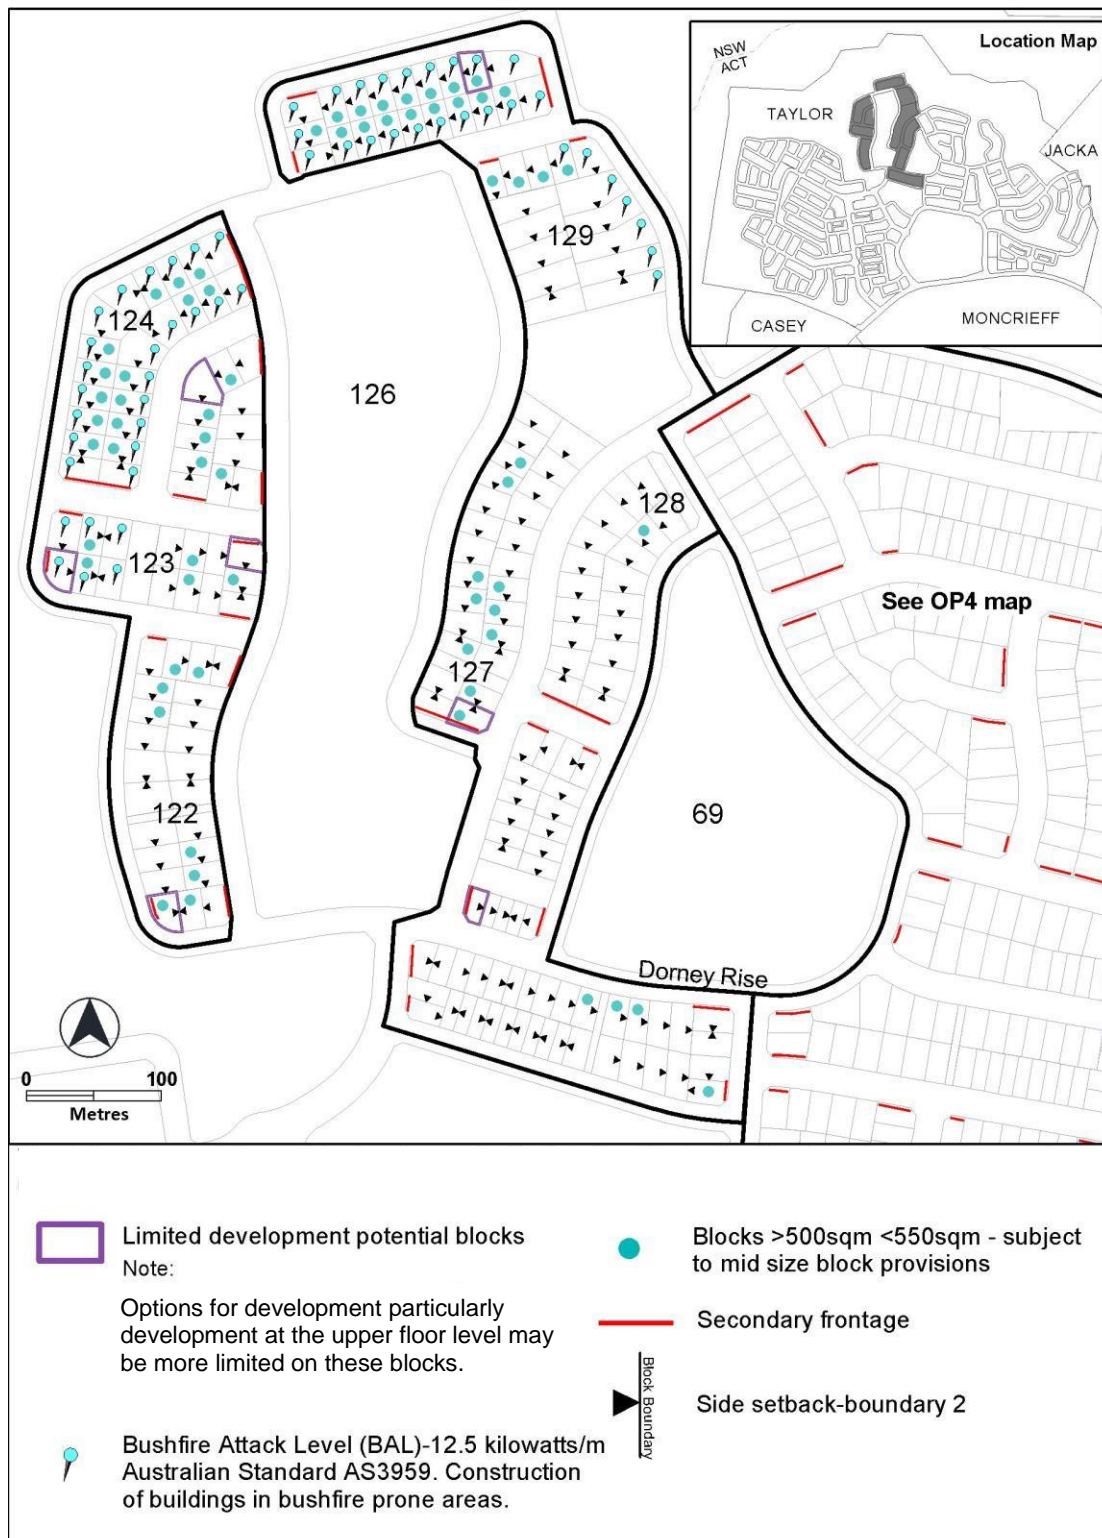 Location Map
NSW
ACT
TAYLOR
JACKA
CASEY
MONCRIEFF
129
124
126
128
123
See OP4 map
127
122
69
Dorney Rise
0 100
Metres
Limited development potential blocks
Note:
Options for development particularly
development at the upper floor level may
be more limited on these blocks.
Bushfire Attack Level (BAL)-12.5 kilowatts/m
Australian Standard AS3959. Construction
of buildings in bushfire prone areas.
Blocks >500sqm <550sqm - subject
to mid size block provisions
Secondary frontage
Block Boundary
Side setback-boundary 2